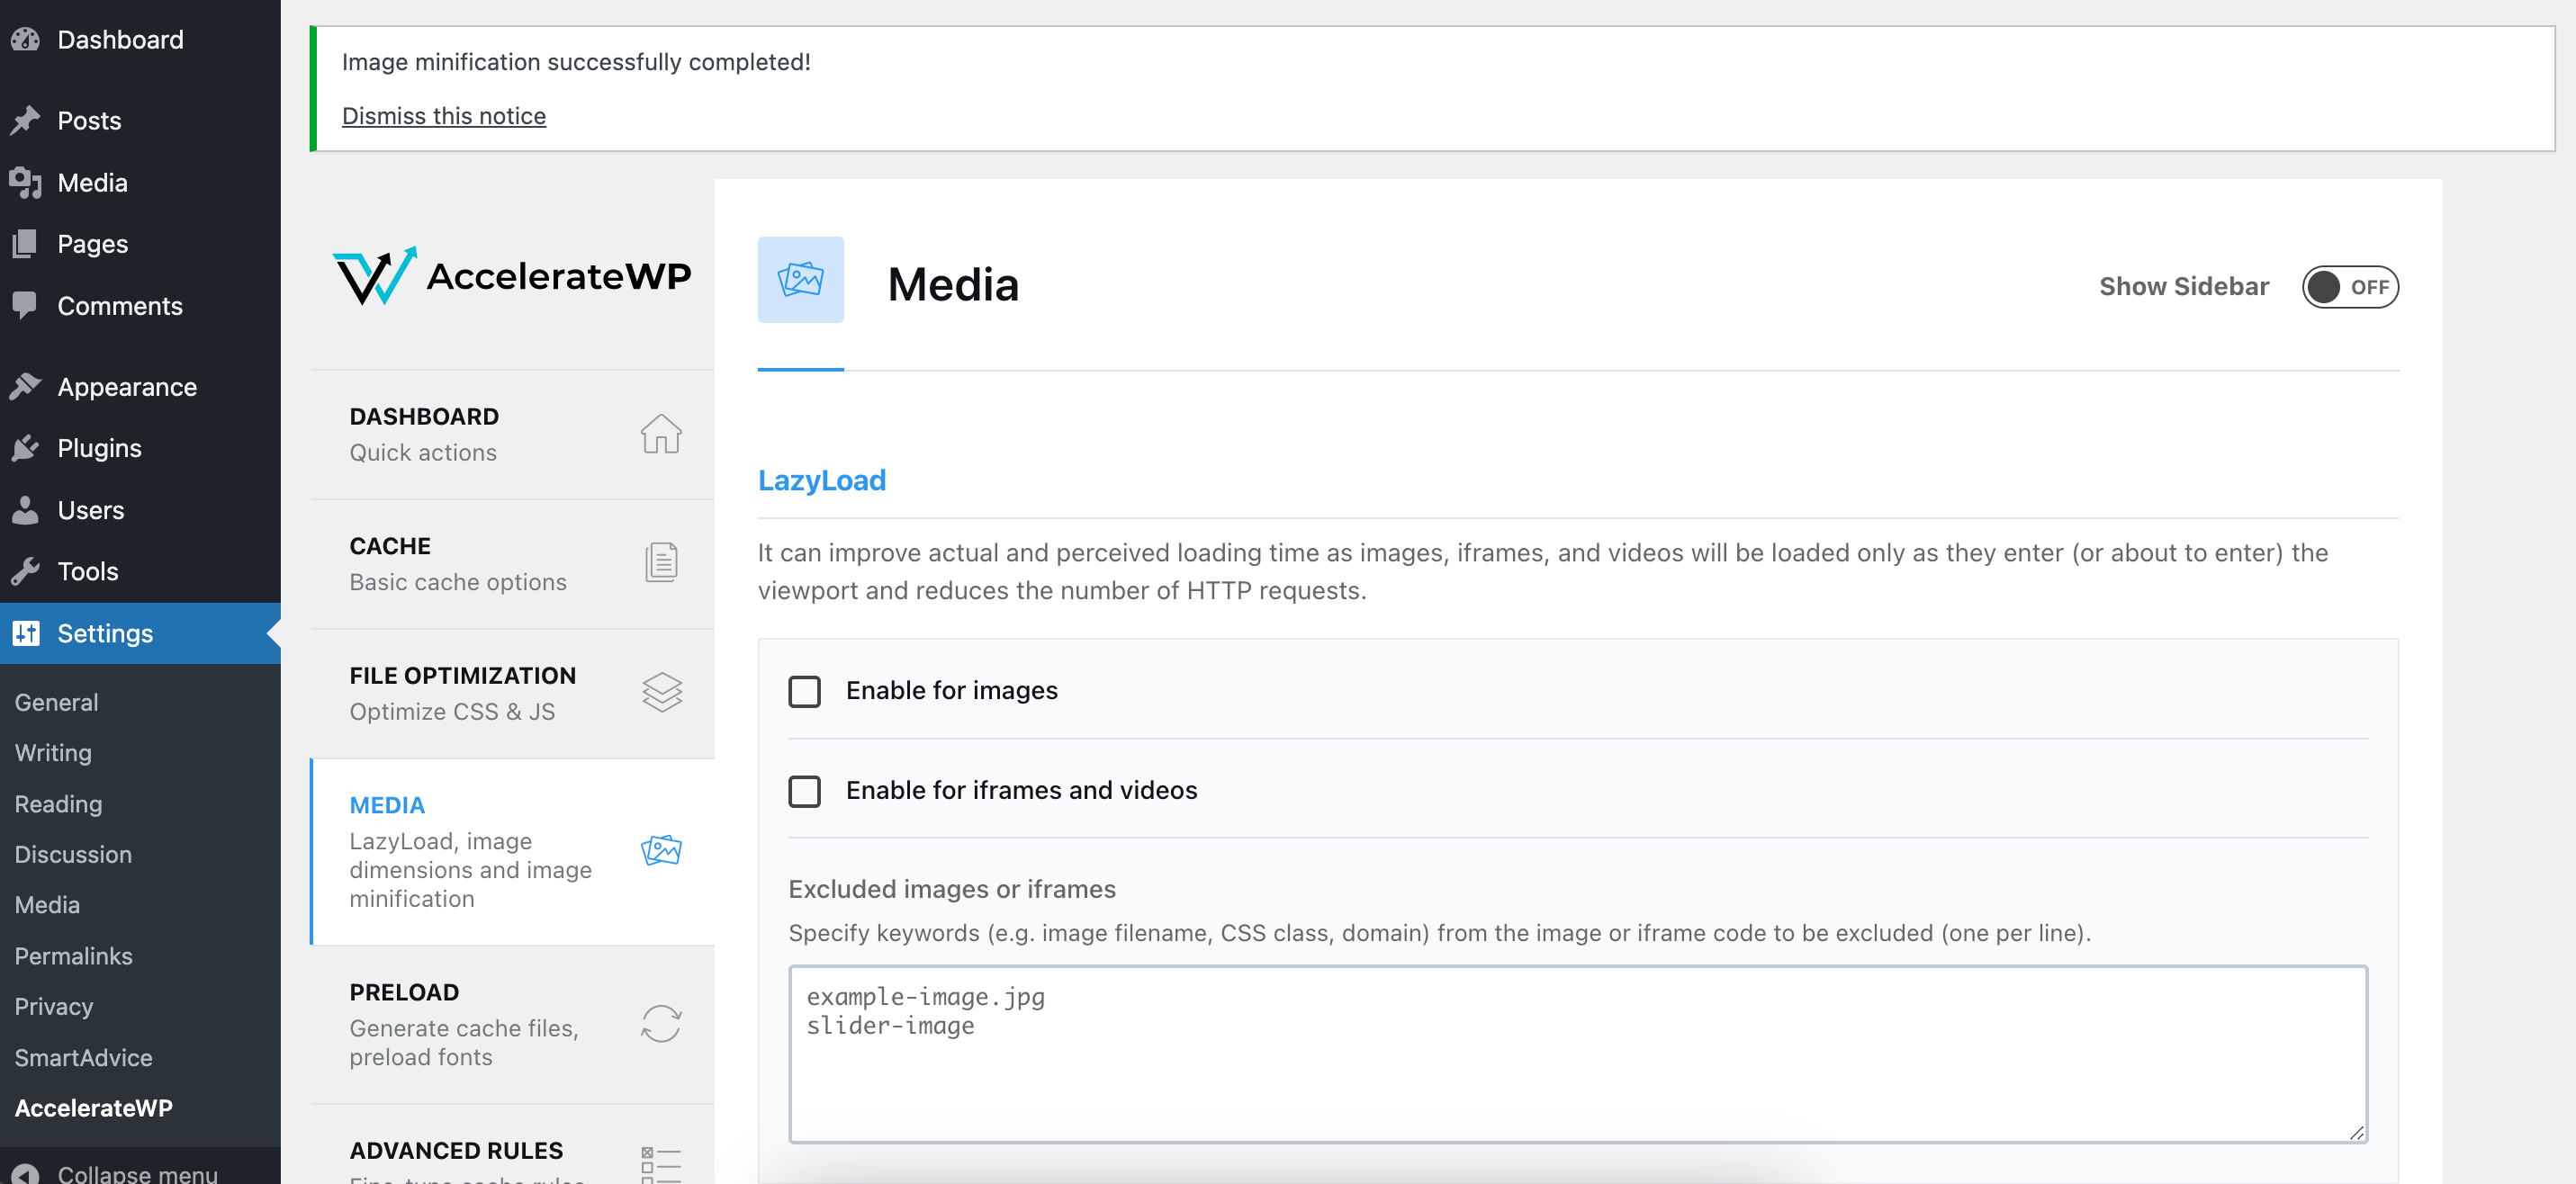 Dashboard
Posts
Media
Pages
Comments
Appearance
Plugins
Users
Tools
Settings
General
Writing
Reading
Discussion
Media
Permalinks
Privacy
SmartAdvice
AccelerateWP
Collapse menu
Image minification successfully completed!
Dismiss this notice
AccelerateWP
DASHBOARD
Quick actions
CACHE
Basic cache options
FILE OPTIMIZATION
Optimize CSS & JS
MEDIA
LazyLoad, image
dimensions and image
minification
PRELOAD
Generate cache files,
preload fonts
ADVANCED RULES
Media
Show Sidebar
OFF
LazyLoad
It can improve actual and perceived loading time as images, iframes, and videos will be loaded only as they enter (or about to enter) the
viewport and reduces the number of HTTP requests.
Enable for images
Enable for iframes and videos
Excluded images or iframes
Specify keywords (e.g. image filename, CSS class, domain) from the image or iframe code to be excluded (one per line).
example-image.jpg
slider-image